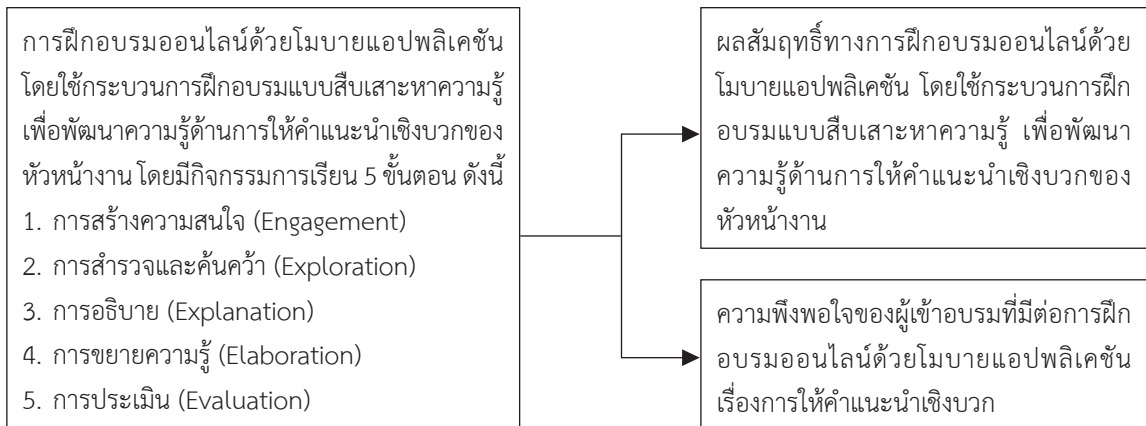 การฝึกอบรมออนไลน์ด้วยโมบายแอปพลิเคชัน
โดยใช้กระบวนการฝึกอบรมแบบสืบเสาะหาความรู้
เพื่อพัฒนาความรู้ด้านการให้คำแนะนำเชิงบวกของ
หัวหน้างาน โดยมีกิจกรรมการเรียน 5 ขั้นตอน ดังนี้
1. การสร้างความสนใจ (Engagement)
2. การสำรวจและค้นคว้า (Exploration)
3. การอธิบาย (Explanation)
4. การขยายความรู้ (Elaboration)
5. การประเมิน (Evaluation)
ผลสัมฤทธิ์ทางการฝึกอบรมออนไลน์ด้วย
โมบายแอปพลิเคชัน โดยใช้กระบวนการฝึก
อบรมแบบสืบเสาะหาความรู้ เพื่อพัฒนา
ความรู้ด้านการให้คำแนะนำเชิงบวกของ
หัวหน้างาน
ความพึงพอใจของผู้เข้าอบรมที่มีต่อการฝึก
อบรมออนไลน์ด้วยโมบายแอปพลิเคชัน
เรื่องการให้คำแนะนำเชิงบวก